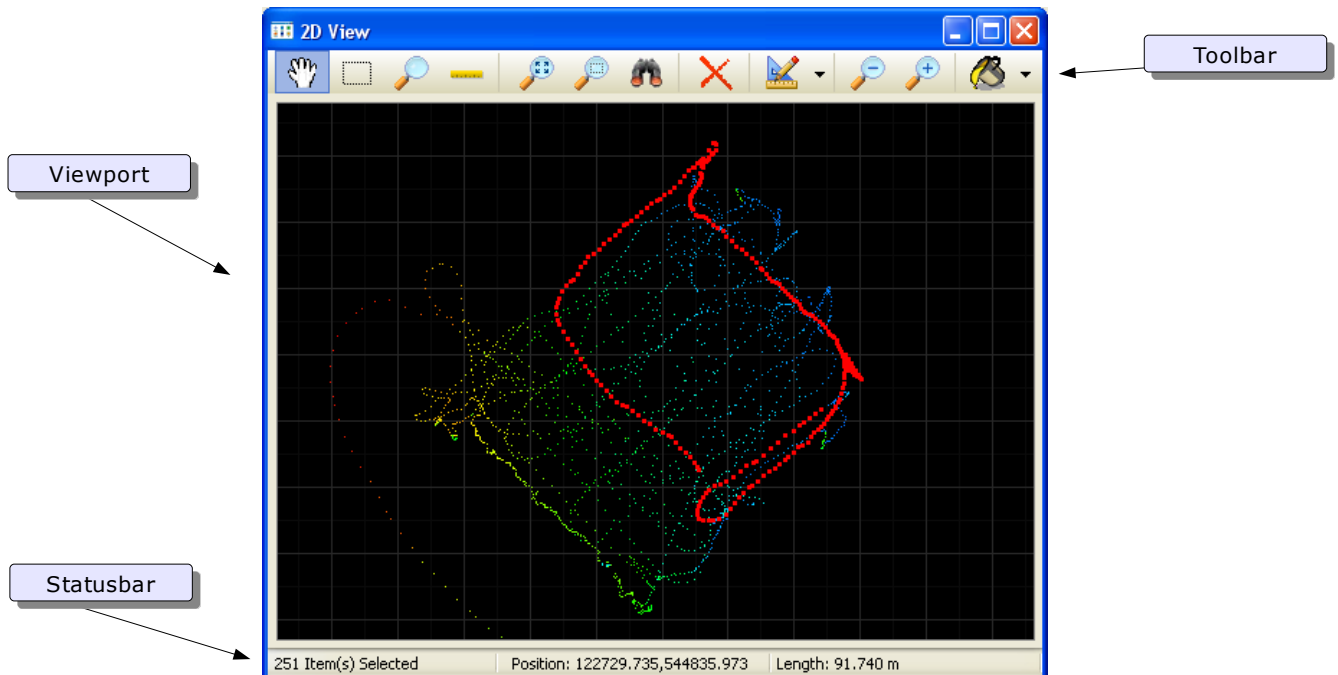 2D View
Toolbar
Viewport
Statusbar
251 Item(s) Selected
Position: 122729.735,544835.973
Length: 91.740 m